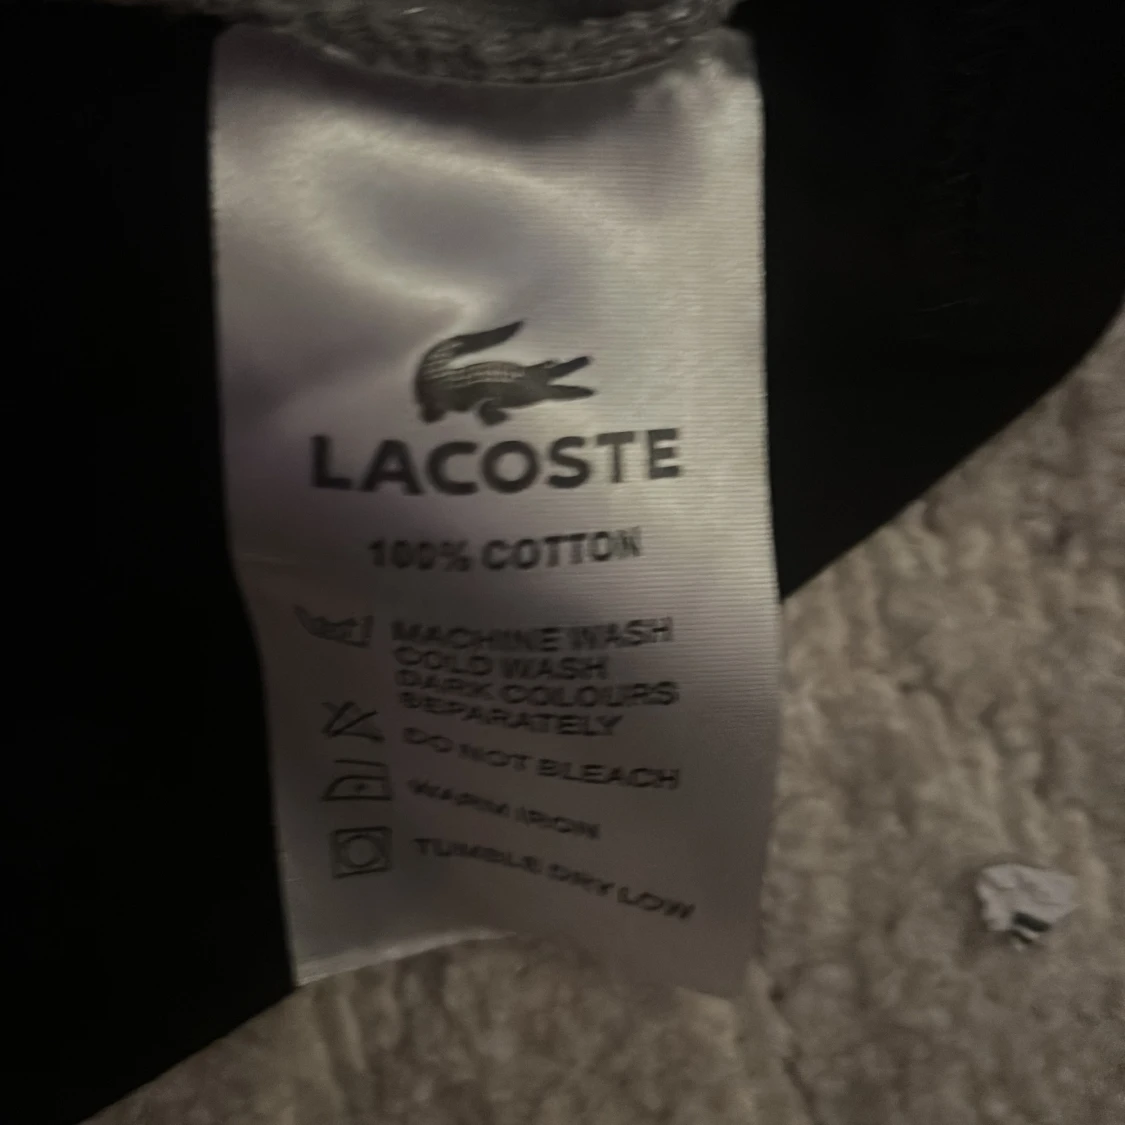 LACOSTE
100% COTTON
MACHINE WASH
COLD WASH
DARK COLOURS
SEPARATELY
DO NOT BLEACH
WARM IRON
TUMBLE DRY LOW